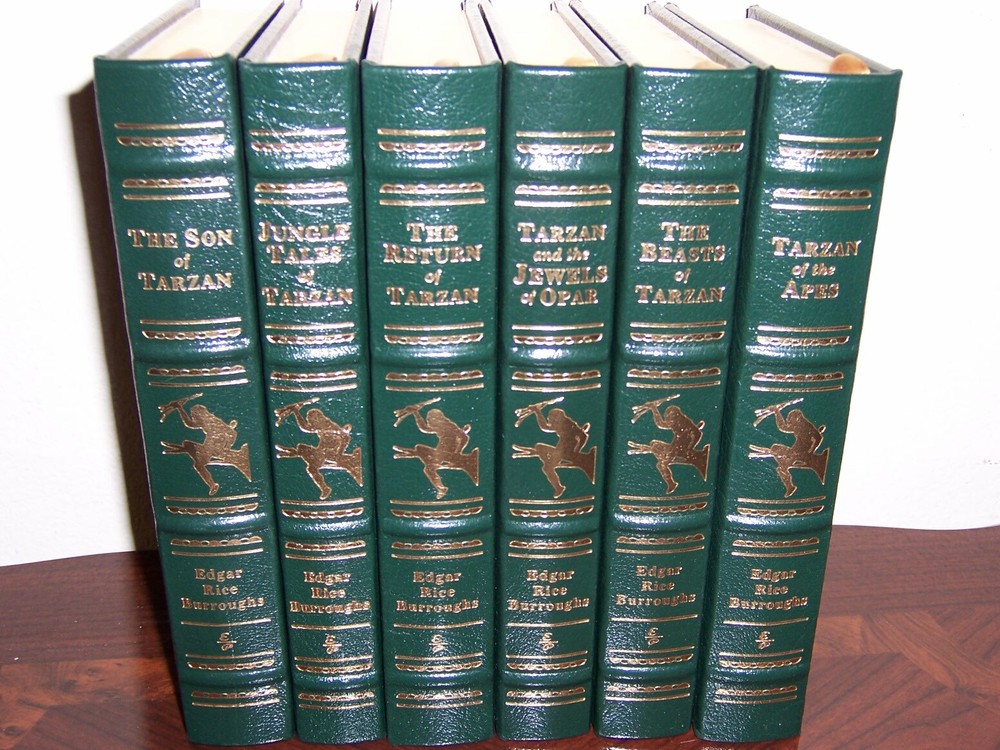 THE SON
of
TARZAN
Edgar
Rice
Burroughs
JUNGLE
TALES
of
TARZAN
Edgar
Rice
Burroughs
THE
RETURN
of
TARZAN
Edgar
Rice
Burroughs
TARZAN
and the
JEWELS
of OPAR
Edgar
Rice
Burroughs
THE
BEASTS
of
TARZAN
Edgar
Rice
Burroughs
TARZAN
of the
APES
Edgar
Rice
Burroughs